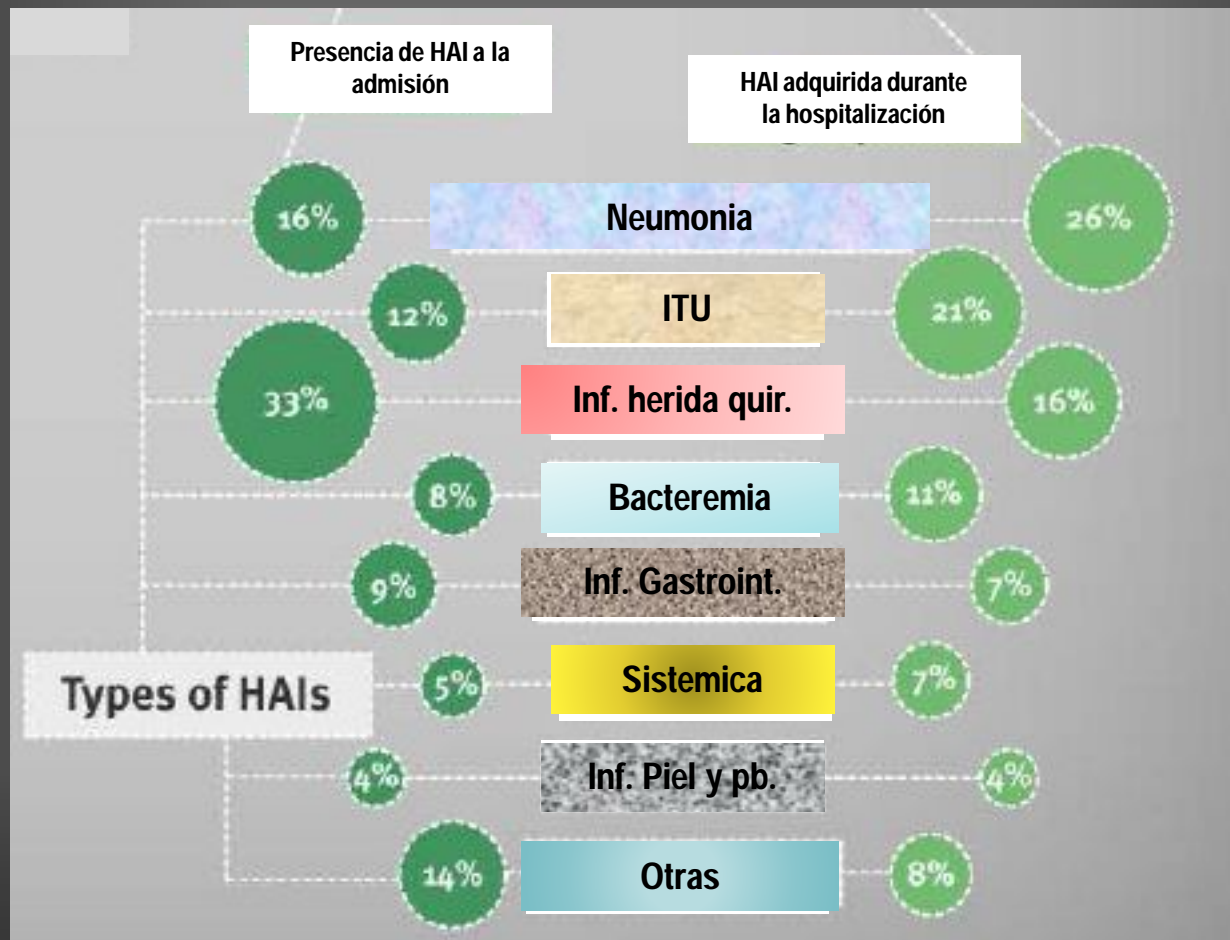 Presencia de HAI a la
admisión
HAI adquirida durante
la hospitalización
16%
Neumonia
26%
12%
ITU
21%
33%
Inf. herida quir.
16%
8%
Bacteremia
11%
9%
Inf. Gastroint.
7%
Types of HAIs
5%
Sistemica
7%
4%
Inf. Piel y pb.
4%
14%
Otras
8%